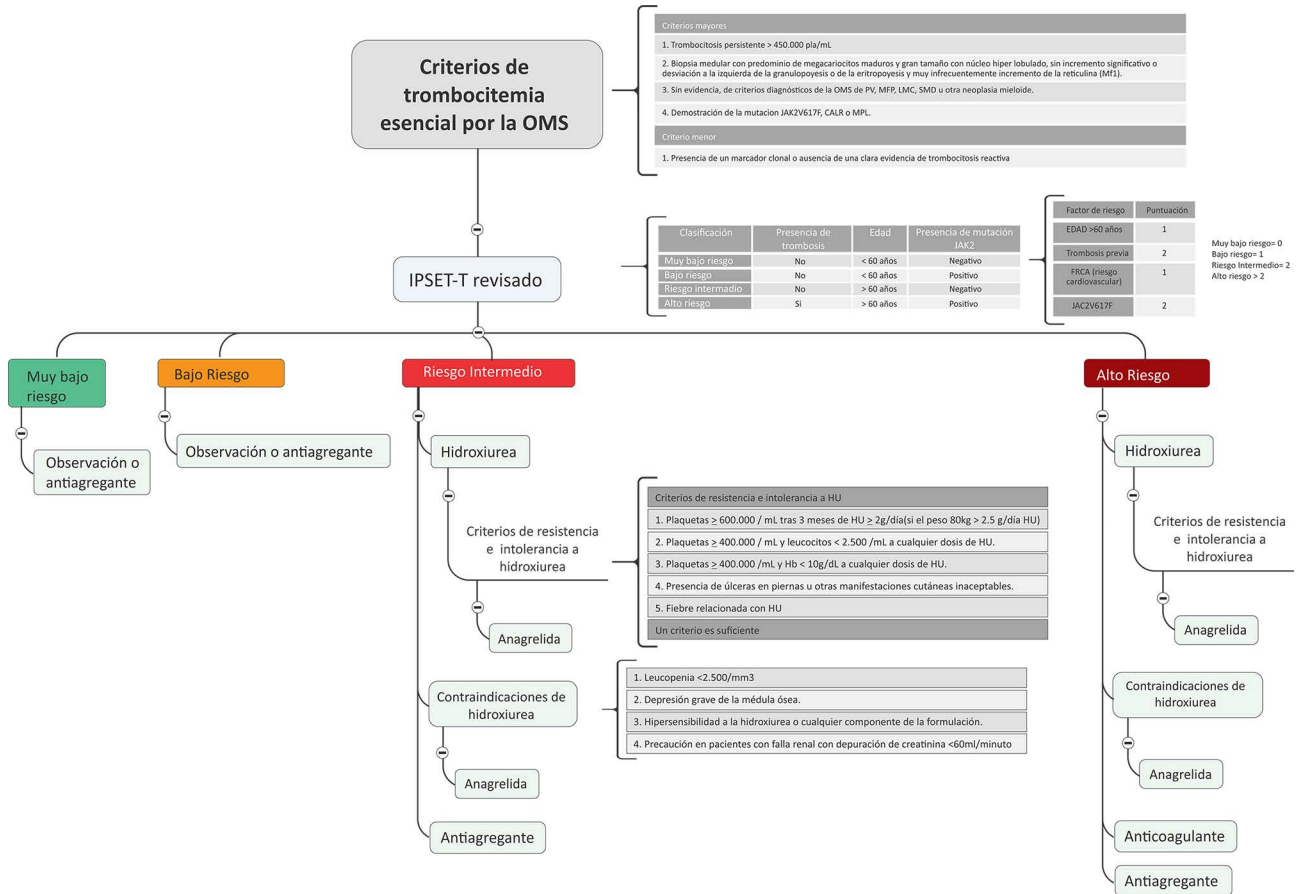 Criterios de
trombocitemia
esencial por la OMS
Criterios mayores
1. Trombocitosis persistente > 450.000 pla/mL
2. Biopsia medular con predominio de megacariocitos maduros y gran tamaño con núcleo hiper lobulado, sin incremento significativo o
desviación a la izquierda de la granulopoyesis o de la eritropoyesis y muy infrecuentemente incremento de la reticulina (Mf1).
3. Sin evidencia, de criterios diagnósticos de la OMS de PV, MFP, LMC, SMD u otra neoplasia mieloide.
4. Demostración de la mutacion JAK2V617F, CALR o MPL.
Criterio menor
1. Presencia de un marcador clonal o ausencia de una clara evidencia de trombocitosis reactiva
IPSET-T revisado
Clasificación Presencia de trombosis Edad Presencia de mutación JAK2
Muy bajo riesgo No < 60 años Negativo
Bajo riesgo No < 60 años Positivo
Riesgo intermadio No > 60 años Negativo
Alto riesgo Si > 60 años Positivo
Factor de riesgo Puntuación
EDAD >60 años 1
Trombosis previa 2
FRCA (riesgo cardiovascular) 1
JAC2V617F 2
Muy bajo riesgo= 0
Bajo riesgo= 1
Riesgo Intermedio= 2
Alto riesgo > 2
Muy bajo
riesgo
Observación o
antiagregante
Bajo Riesgo
Observación o antiagregante
Riesgo Intermedio
Hidroxiurea
Criterios de resistencia
e intolerancia a
hidroxiurea
Criterios de resistencia e intolerancia a HU
1. Plaquetas ≥ 600.000 / mL tras 3 meses de HU ≥ 2g/día(si el peso 80kg > 2.5 g/día HU)
2. Plaquetas ≥ 400.000 / mL y leucocitos < 2.500 /mL a cualquier dosis de HU.
3. Plaquetas ≥ 400.000 /mL y Hb < 10g/dL a cualquier dosis de HU.
4. Presencia de úlceras en piernas u otras manifestaciones cutáneas inaceptables.
5. Fiebre relacionada con HU
Un criterio es suficiente
Anagrelida
Contraindicaciones de
hidroxiurea
1. Leucopenia <2.500/mm3
2. Depresión grave de la médula ósea.
3. Hipersensibilidad a la hidroxiurea o cualquier componente de la formulación.
4. Precaución en pacientes con falla renal con depuración de creatinina <60ml/minuto
Anagrelida
Antiagregante
Alto Riesgo
Hidroxiurea
Criterios de resistencia
e intolerancia a
hidroxiurea
Anagrelida
Contraindicaciones de
hidroxiurea
Anagrelida
Anticoagulante
Antiagregante